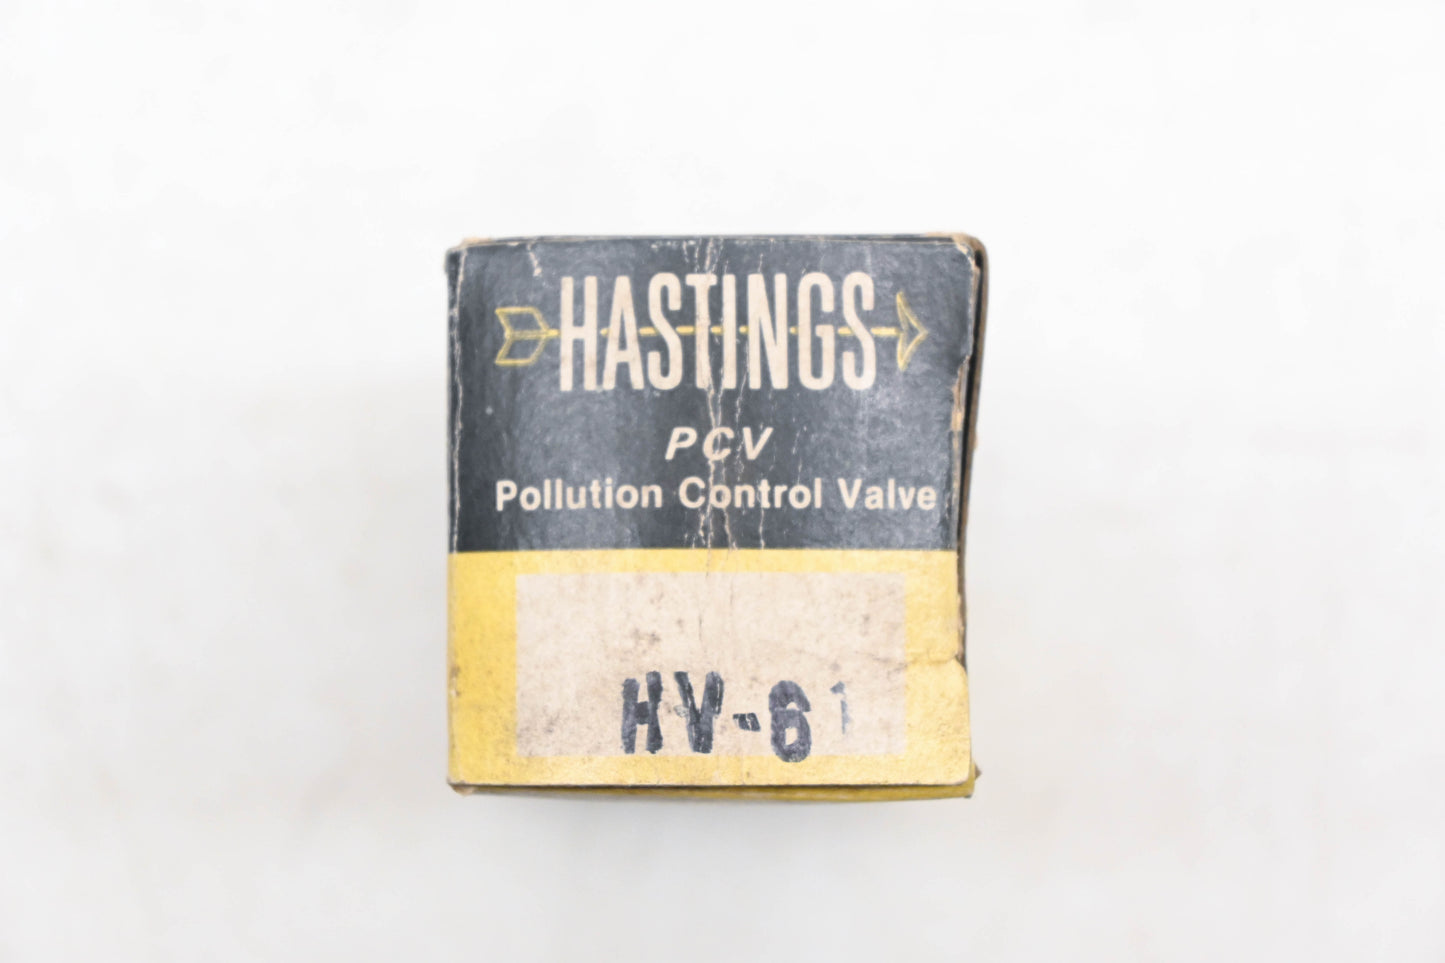 HASTINGS
PCV
Pollution Control Valve
HV-61